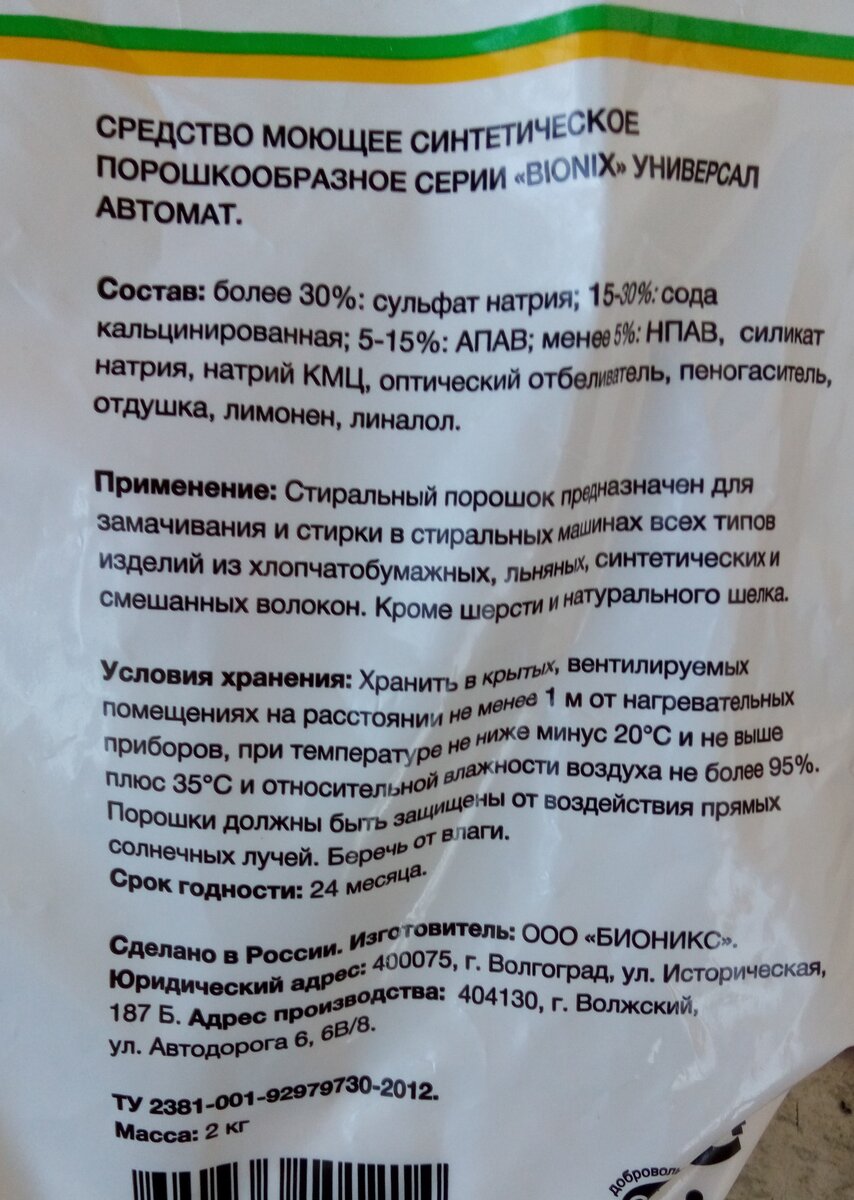 СРЕДСТВО МОЮЩЕЕ СИНТЕТИЧЕСКОЕ
ПОРОШКООБРАЗНОЕ СЕРИИ «BIONIX» УНИВЕРСАЛ
АВТОМАТ.
Состав: более 30%: сульфат натрия; 15-30%: сода
кальцинированная; 5-15%: АПАВ; менее 5%: НПАВ, силикат
натрия, натрий КМЦ, оптический отбеливатель, пеногаситель,
отдушка, лимонен, линалол.
Применение: Стиральный порошок предназначен для
замачивания и стирки в стиральных машинах всех типов
изделий из хлопчатобумажных, льняных, синтетических и
смешанных волокон. Кроме шерсти и натурального шелка.
Условия хранения: Хранить в крытых, вентилируемых
помещениях на расстоянии не менее 1 м от нагревательных
приборов, при температуре не ниже минус 20°С и не выше
плюс 35°С и относительной влажности воздуха не более 95%.
Порошки должны быть защищены от воздействия прямых
солнечных лучей. Беречь от влаги.
Срок годности: 24 месяца.
Сделано в России. Изготовитель: ООО «БИОНИКС».
Юридический адрес: 400075, г. Волгоград, ул. Историческая,
187 Б. Адрес производства: 404130, г. Волжский,
ул. Автодорога 6, 6В/8.
ТУ 2381-001-92979730-2012.
Масса: 2 кг